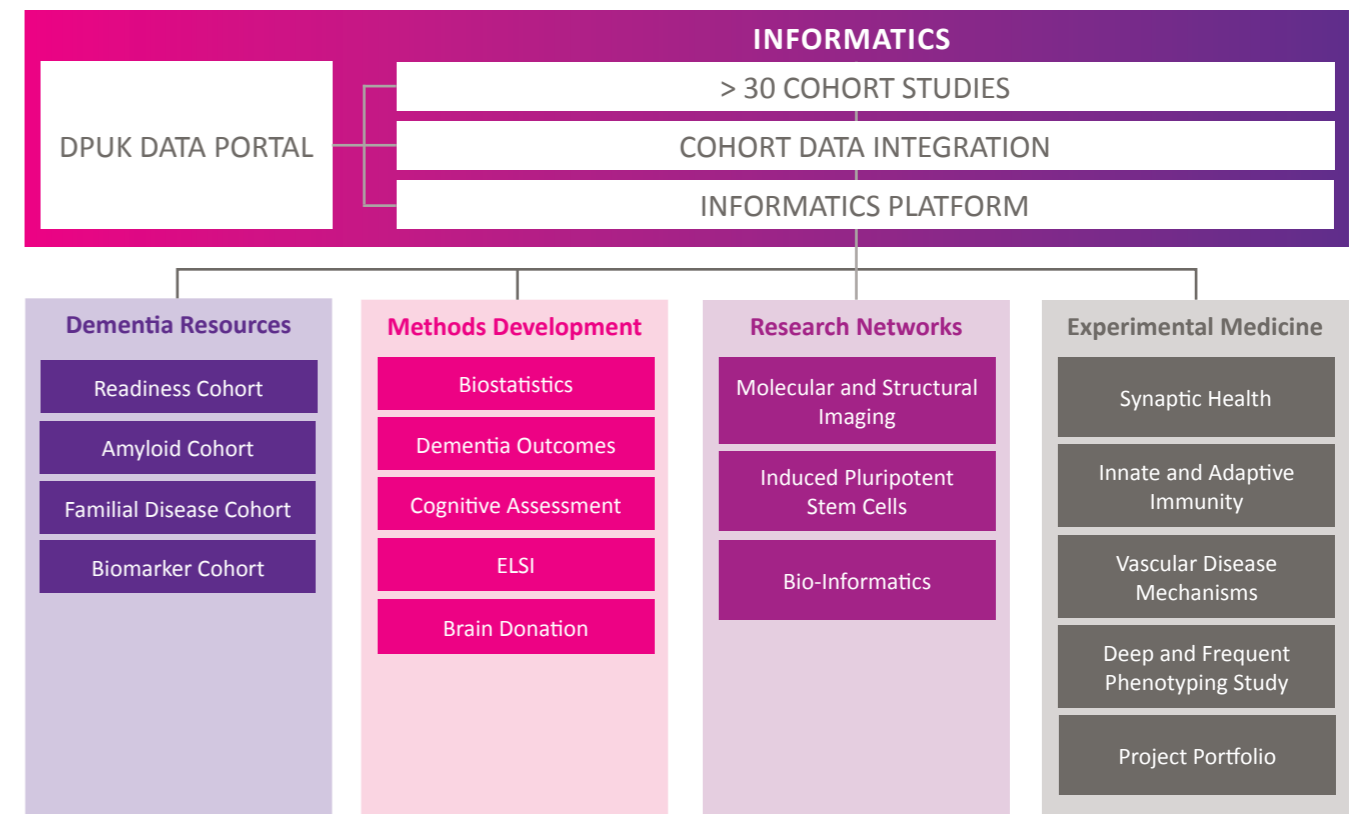 INFORMATICS
DPUK DATA PORTAL
> 30 COHORT STUDIES
COHORT DATA INTEGRATION
INFORMATICS PLATFORM
Dementia Resources
Readiness Cohort
Amyloid Cohort
Familial Disease Cohort
Biomarker Cohort
Methods Development
Biostatistics
Dementia Outcomes
Cognitive Assessment
ELSI
Brain Donation
Research Networks
Molecular and Structural
Imaging
Induced Pluripotent
Stem Cells
Bio-Informatics
Experimental Medicine
Synaptic Health
Innate and Adaptive
Immunity
Vascular Disease
Mechanisms
Deep and Frequent
Phenotyping Study
Project Portfolio